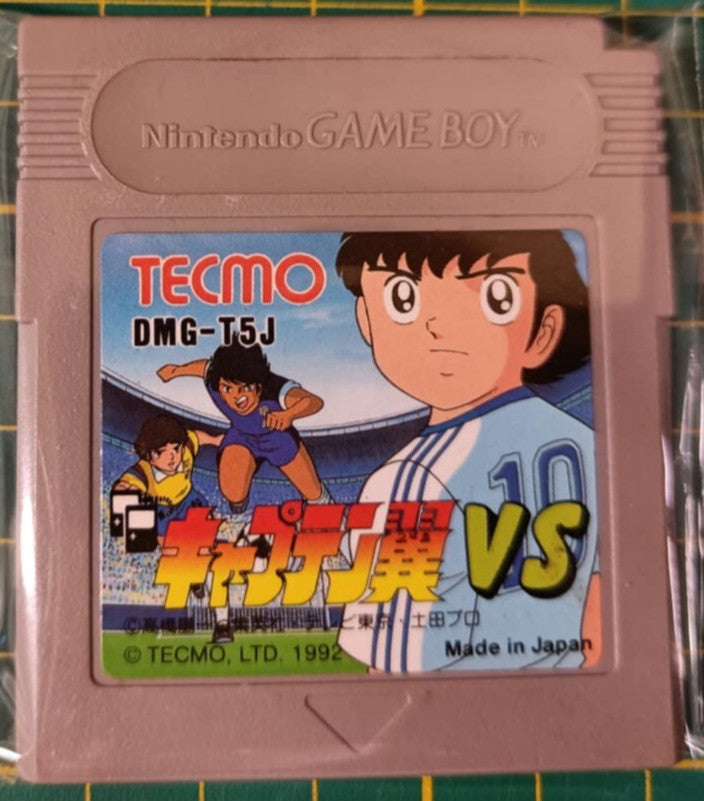 Nintendo GAME BOY TM
TECMO
DMG-T5J
10
キャプテン翼 VS
©高橋陽一・集英社・テレビ東京・土田プロ
© TECMO, LTD. 1992
Made in Japan